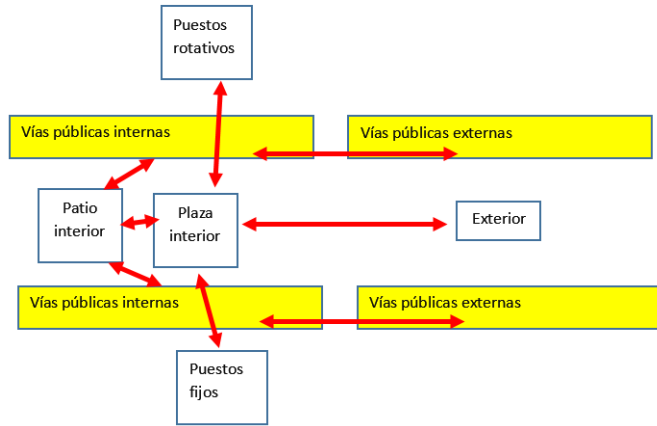 Puestos
rotativos
Vías públicas internas
Vías públicas externas
Patio
interior
Plaza
interior
Exterior
Vías públicas internas
Vías públicas externas
Puestos
fijos